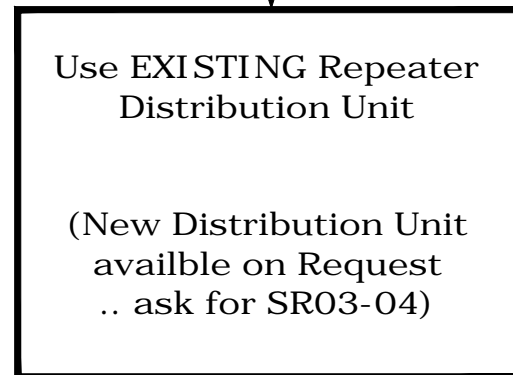 Use EXISTING Repeater
Distribution Unit
(New Distribution Unit
availble on Request
.. ask for SR03-04)